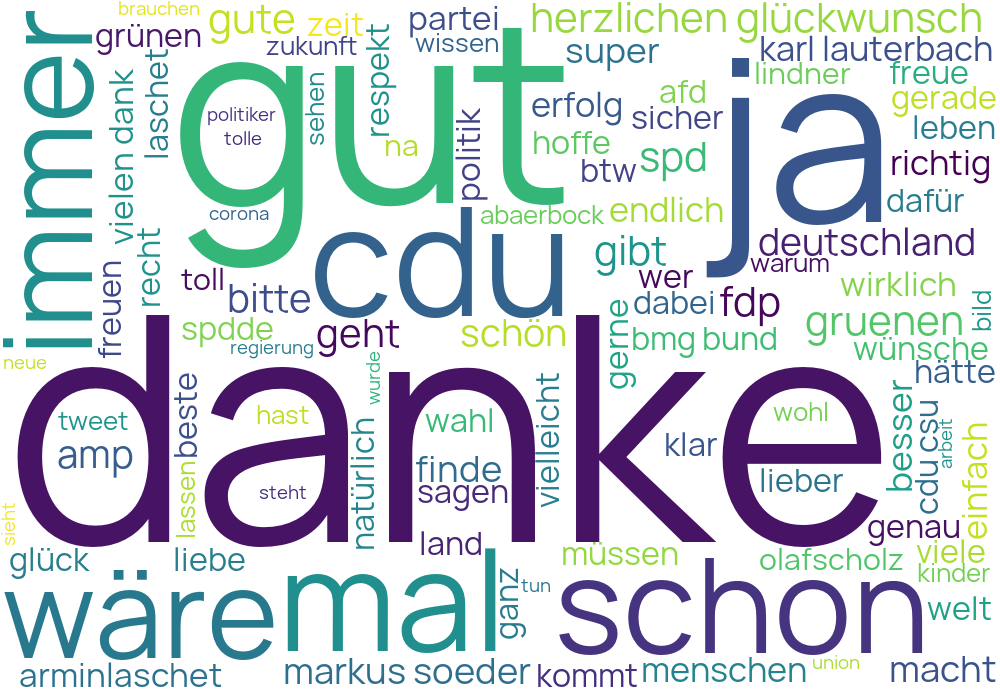 brauchen
grünen
gute
zeit
partei
herzlichen glückwunsch
zukunft
wissen
super
karl lauterbach
immer
vielen dank
laschet
gut
sehen
respekt
politiker
tolle
na
politik
erfolg
afd
sicher
hoffe
btw
spd
ja
lindner
freue
gerade
leben
richtig
dafür
corona
abaerbock
endlich
deutschland
warum
recht
freuen
toll
bitte
cdu
gibt
wer
dabei
fdp
wirklich
bild
spdde
geht
schön
gerne
bmg bund
gruenen
wünsche
regierung
neue
wurde
hätte
danke
tweet
amp
beste
hast
wahl
vielleicht
klar
wohl
besser
cdu csu
arbeit
einfach
finde
sagen
lieber
natürlich
lassen
steht
sieht
genau
land
glück
liebe
müssen
olafscholz
viele
kinder
wäre
mal
ganz
tun
schon
welt
arminlaschet
markus soeder
kommt
menschen
union
macht